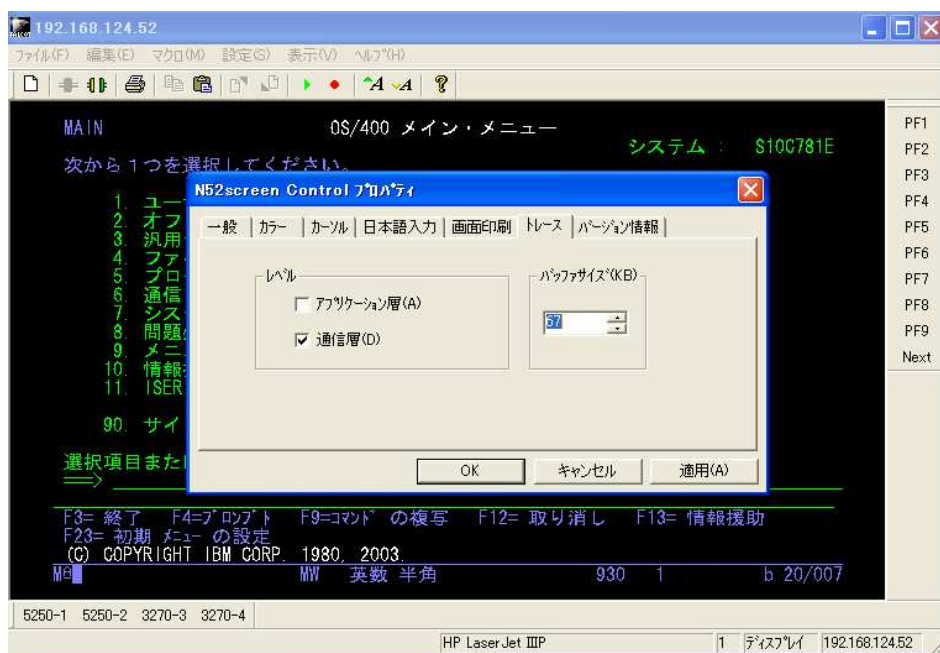 192.168.124.52
ファイル(F) 編集(E) マクロ(M) 設定(S) 表示(V) ヘルプ(H)
MAIN OS/400 メイン・メニュー
システム : S10C781E
次から1つを選択してください。
1. ユー
2. オフ
3. 汎用
4. ファ
5. プロ
6. 通信
7. シス
8. 問題
9. メニ
10. 情報
11. ISER
90. サイ
選択項目また
===>
F3= 終了 F4=プロンプト F9=コマンド の複写 F12= 取り消し F13= 情報援助
F23= 初期 メニュー の設定
(C) COPYRIGHT IBM CORP. 1980, 2003.
MW 英数 半角 930 1 b 20/007
N52screen Control プロパティ
一般 カラー カーソル 日本語入力 画面印刷 トレース バージョン情報
レベル
アプリケーション層(A)
通信層(D)
バッファサイズ(KB)
67
OK キャンセル 適用(A)
PF1
PF2
PF3
PF4
PF5
PF6
PF7
PF8
PF9
Next
5250-1 5250-2 3270-3 3270-4
HP LaserJet IIIP 1 ディスプレイ 192.168.124.52